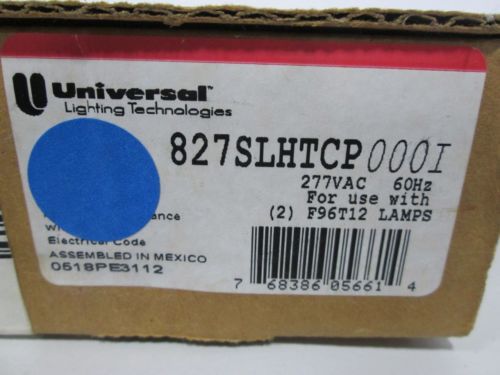 Universal™
Lighting Technologies
827SLHTCP000I
277VAC 60Hz
For use with
(2) F96T12 LAMPS
Electrical Code
ASSEMBLED IN MEXICO
0518PE3112
7 68386 05661 4